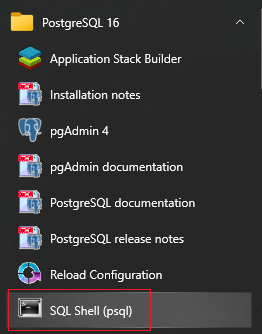 PostgreSQL 16
Application Stack Builder
Installation notes
pgAdmin 4
pgAdmin documentation
PostgreSQL documentation
PostgreSQL release notes
Reload Configuration
SQL Shell (psql)